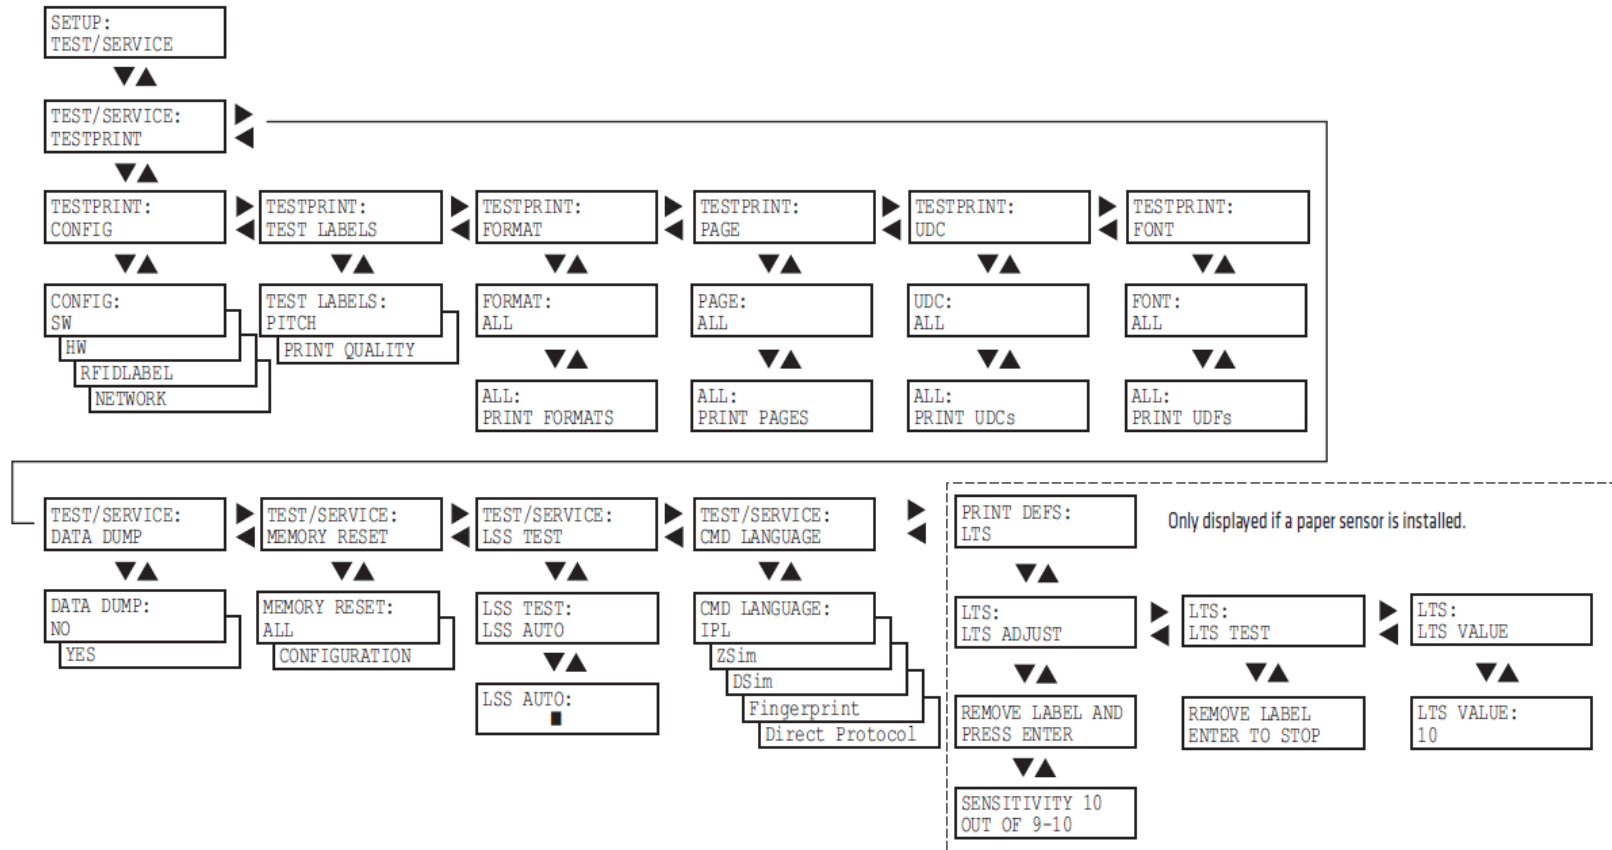 SETUP:
TEST/SERVICE
TEST/SERVICE:
TESTPRINT
TESTPRINT:
CONFIG
TESTPRINT:
TEST LABELS
TESTPRINT:
FORMAT
TESTPRINT:
PAGE
TESTPRINT:
UDC
TESTPRINT:
FONT
CONFIG:
SW
HW
RFIDLABEL
NETWORK
TEST LABELS:
PITCH
PRINT QUALITY
FORMAT:
ALL
PAGE:
ALL
UDC:
ALL
FONT:
ALL
ALL:
PRINT FORMATS
ALL:
PRINT PAGES
ALL:
PRINT UDCs
ALL:
PRINT UDFs
TEST/SERVICE:
DATA DUMP
TEST/SERVICE:
MEMORY RESET
TEST/SERVICE:
LSS TEST
TEST/SERVICE:
CMD LANGUAGE
PRINT DEFS:
LTS
Only displayed if a paper sensor is installed.
DATA DUMP:
NO
YES
MEMORY RESET:
ALL
CONFIGURATION
LSS TEST:
LSS AUTO
LSS AUTO:
CMD LANGUAGE:
IPL
ZSim
DSim
Fingerprint
Direct Protocol
LTS:
LTS ADJUST
LTS:
LTS TEST
LTS:
LTS VALUE
REMOVE LABEL AND
PRESS ENTER
REMOVE LABEL
ENTER TO STOP
LTS VALUE:
10
SENSITIVITY 10
OUT OF 9-10